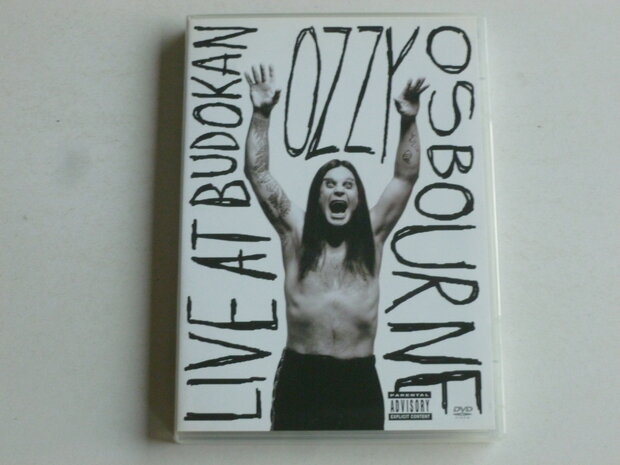 LIVE AT BUDOKAN
OZZY
OSBOURNE
PARENTAL
ADVISORY
EXPLICIT CONTENT
DVD